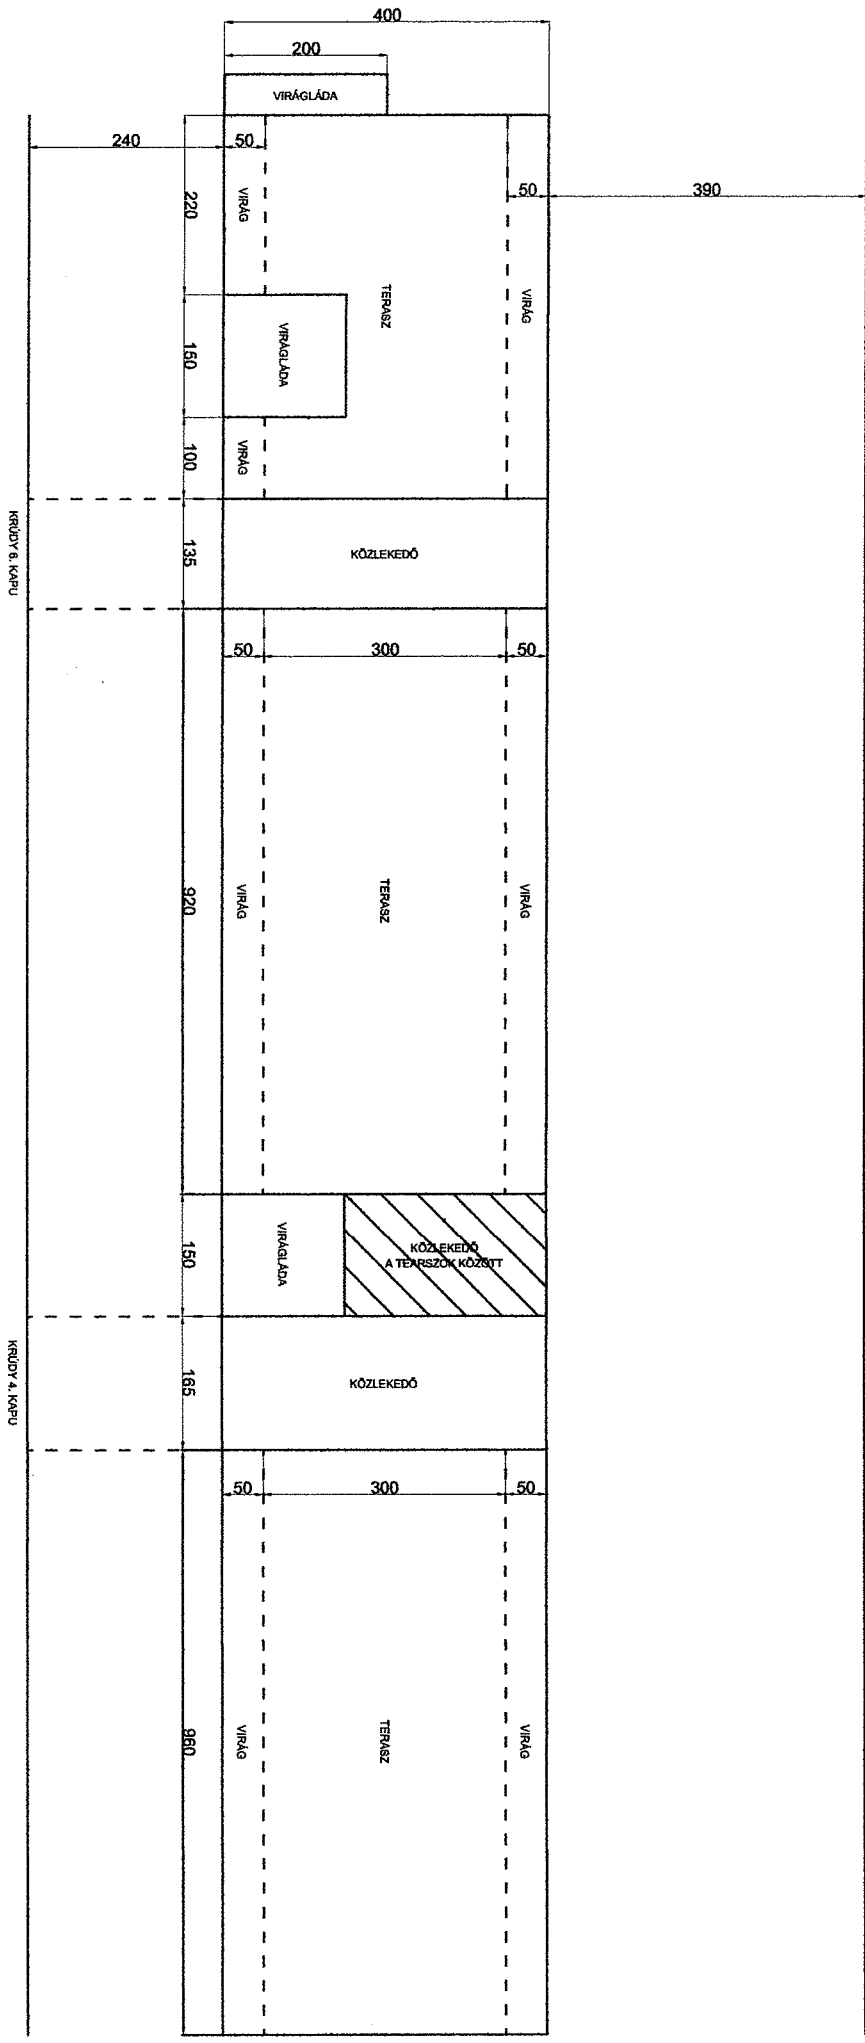 400
200
VIRÁGLÁDA
240
50
50
390
220
VIRÁG
TERASZ
VIRÁG
150
VIRÁGLÁDA
100
VIRÁG
KRÚDY 6. KAPU
135
KÖZLEKEDŐ
50
300
50
920
VIRÁG
TERASZ
VIRÁG
150
VIRÁGLÁDA
KÖZLEKEDŐ
A TEARSZOK KÖZÖTT
KRÚDY 4. KAPU
165
KÖZLEKEDŐ
50
300
50
960
VIRÁG
TERASZ
VIRÁG